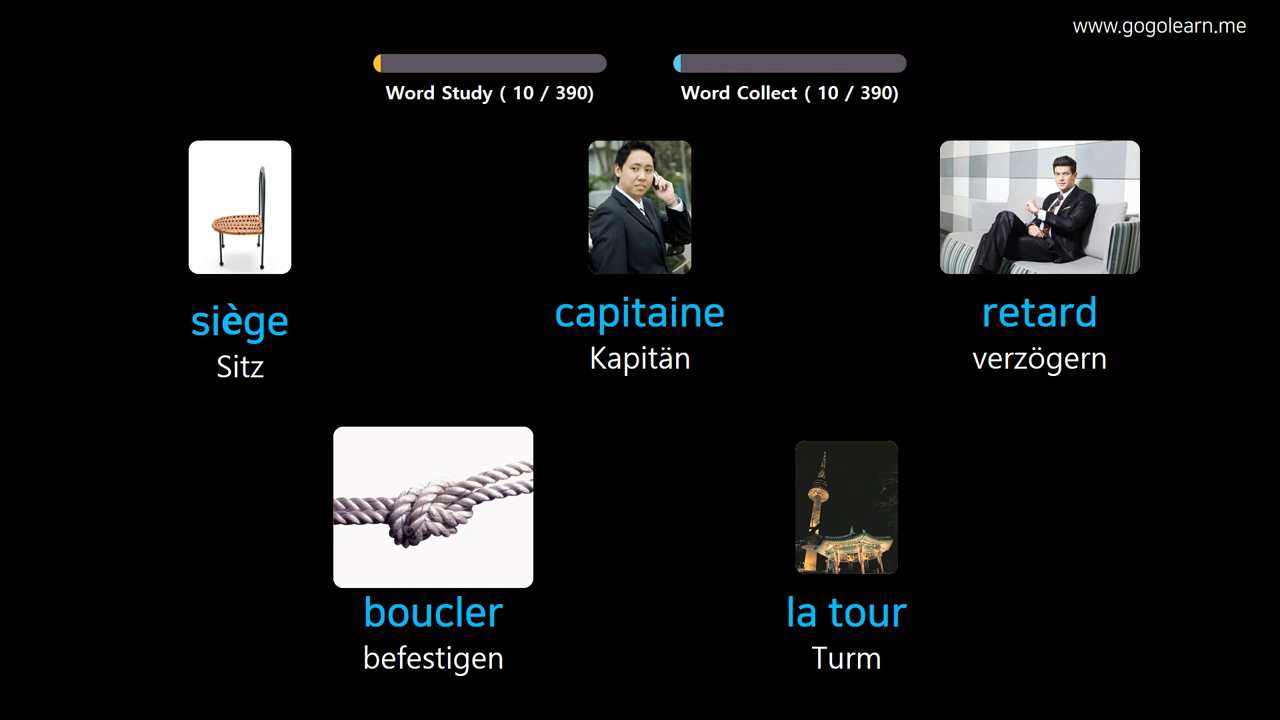 www.gogolearn.me
Word Study ( 10 / 390)
Word Collect ( 10 / 390)
siège
Sitz
capitaine
Kapitän
retard
verzögern
boucler
befestigen
la tour
Turm